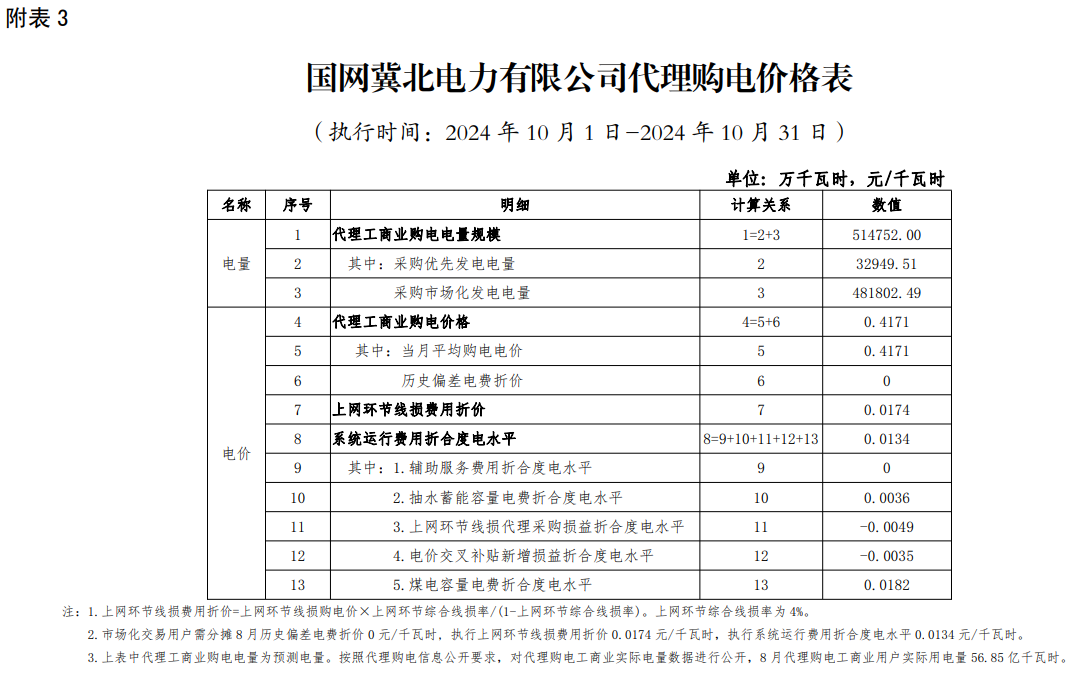 附表 3
国网冀北电力有限公司代理购电价格表
（执行时间：2024 年 10 月 1 日-2024 年 10 月 31 日）
单位：万千瓦时，元/千瓦时
名称 序号 明细 计算关系 数值
电量
1 代理工商业购电电量规模 1=2+3 514752.00
2 其中：采购优先发电电量 2 32949.51
3 采购市场化发电电量 3 481802.49
电价
4 代理工商业购电价格 4=5+6 0.4171
5 其中：当月平均购电电价 5 0.4171
6 历史偏差电费折价 6 0
7 上网环节线损费用折价 7 0.0174
8 系统运行费用折合度电水平 8=9+10+11+12+13 0.0134
9 其中：1.辅助服务费用折合度电水平 9 0
10 2.抽水蓄能容量电费折合度电水平 10 0.0036
11 3.上网环节线损代理采购损益折合度电水平 11 -0.0049
12 4.电价交叉补贴新增损益折合度电水平 12 -0.0035
13 5.煤电容量电费折合度电水平 13 0.0182
注：1.上网环节线损费用折价=上网环节线损购电价×上网环节综合线损率/(1-上网环节综合线损率)。上网环节综合线损率为 4%。
2.市场化交易用户需分摊 8 月历史偏差电费折价 0 元/千瓦时，执行上网环节线损费用折价 0.0174 元/千瓦时，执行系统运行费用折合度电水平 0.0134 元/千瓦时。
3.上表中代理工商业购电电量为预测电量。按照代理购电信息公开要求，对代理购电工商业实际电量数据进行公开，8 月代理购电工商业用户实际用电量 56.85 亿千瓦时。